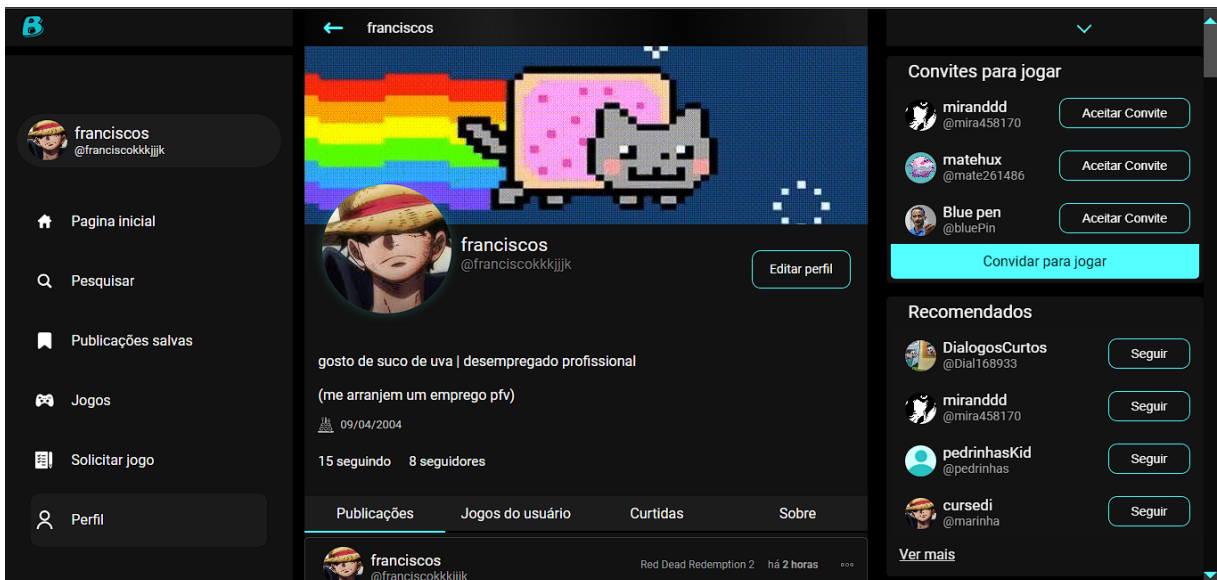 B
franciscos
@franciscokkkjjjk
Pagina inicial
Pesquisar
Publicações salvas
Jogos
Solicitar jogo
Perfil
franciscos
franciscos
@franciscokkkjjjk
Editar perfil
gosto de suco de uva | desempregado profissional
(me arranjem um emprego pfv)
09/04/2004
15 seguindo 8 seguidores
Publicações Jogos do usuário Curtidas Sobre
franciscos
@franciscokkkjjjk
Red Dead Redemption 2 há 2 horas
Convites para jogar
miranddd
@mira458170
Aceitar Convite
matehux
@mate261486
Aceitar Convite
Blue pen
@bluePin
Aceitar Convite
Convidar para jogar
Recomendados
DialogosCurtos
@Dial168933
Seguir
miranddd
@mira458170
Seguir
pedrinhasKid
@pedrinhas
Seguir
cursedi
@marinha
Seguir
Ver mais